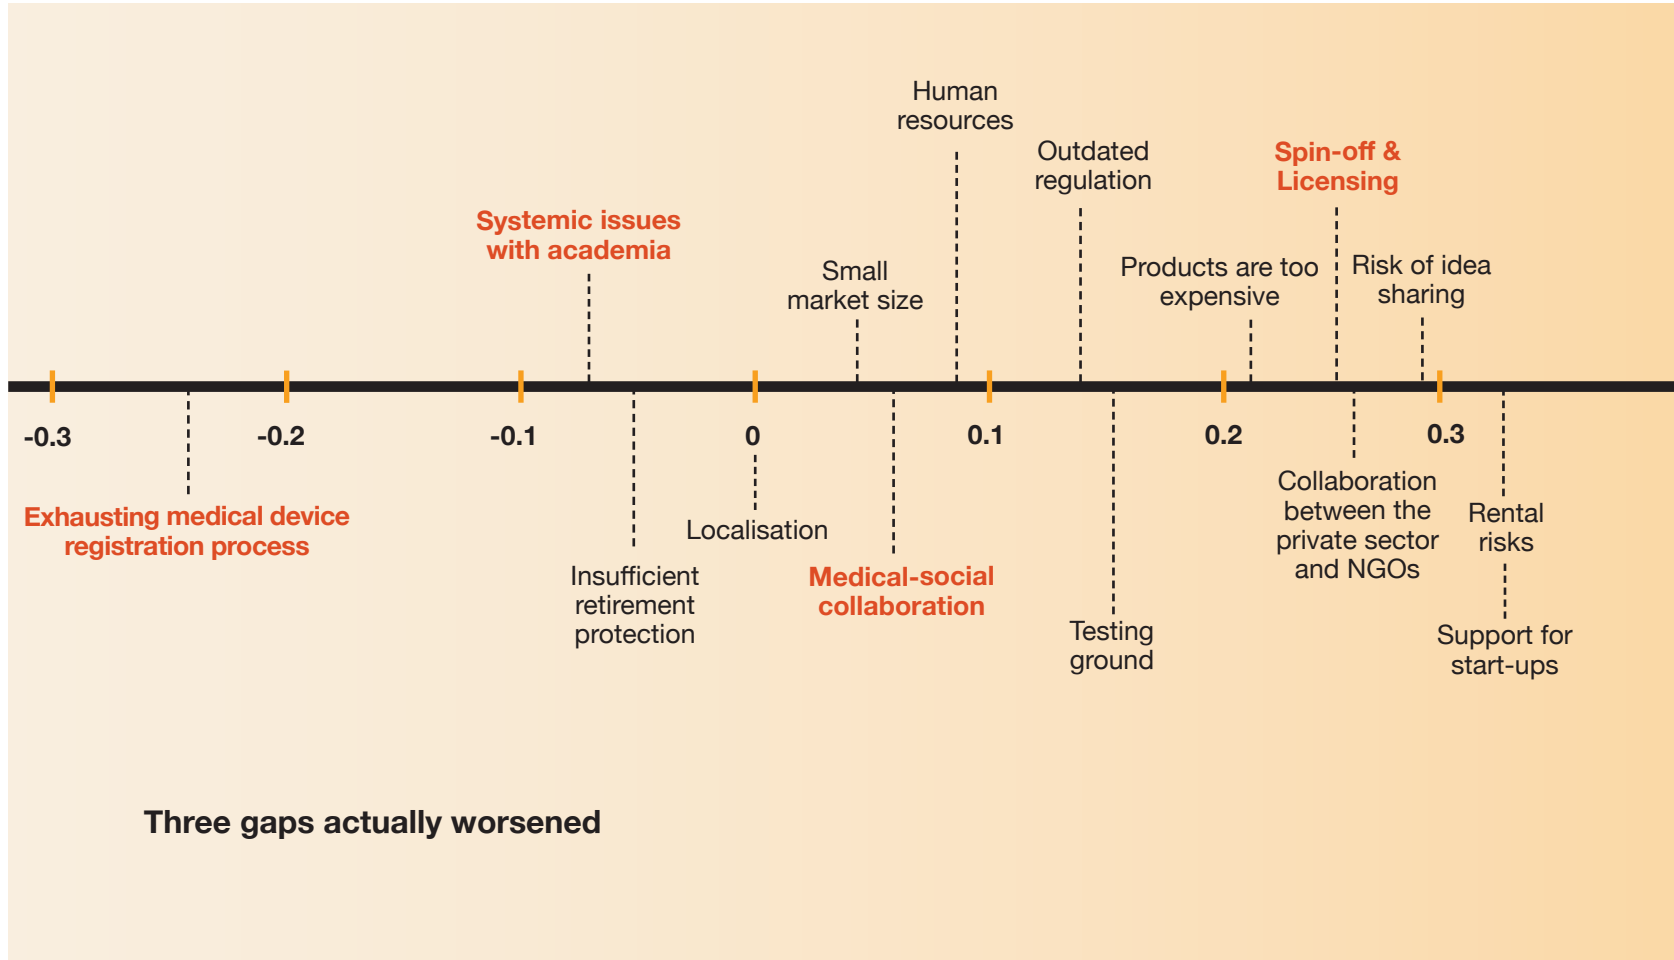 Human
resources
Outdated
regulation
Spin-off &
Licensing
Systemic issues
with academia
Small
market size
Products are too
expensive
Risk of idea
sharing
-0.3
-0.2
-0.1
0
0.1
0.2
0.3
Exhausting medical device
registration process
Insufficient
retirement
protection
Localisation
Medical-social
collaboration
Testing
ground
Collaboration
between the
private sector
and NGOs
Rental
risks
Support for
start-ups
Three gaps actually worsened